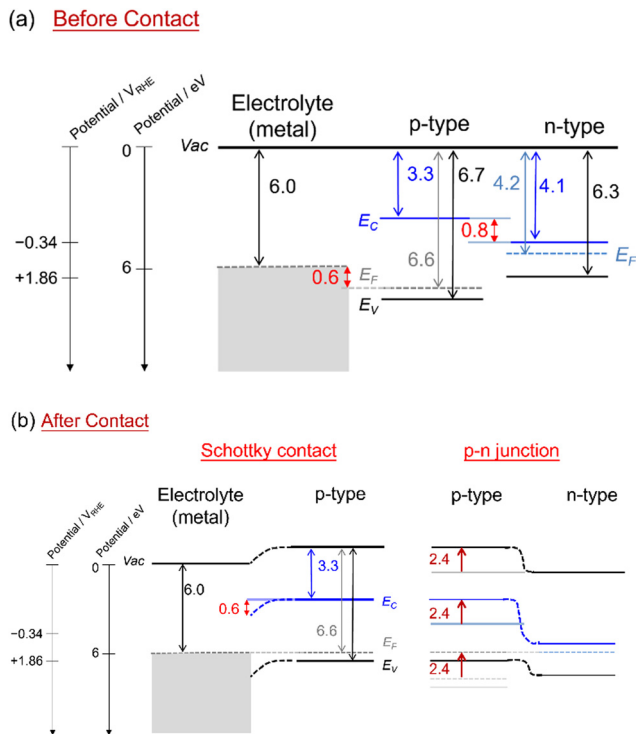 (a) Before Contact
Potential / V_RHE
Potential / eV
Electrolyte
(metal)
p-type
n-type
Vac
0
6.0
3.3
6.7
4.2
4.1
6.3
E_C
0.8
−0.34
6.6
6
0.6
E_F
E_F
+1.86
E_V
(b) After Contact
Schottky contact
p-n junction
Potential / V_RHE
Potential / eV
Electrolyte
(metal)
p-type
p-type
n-type
Vac
0
6.0
3.3
2.4
0.6
E_C
2.4
6.6
−0.34
E_F
6
+1.86
E_V
2.4